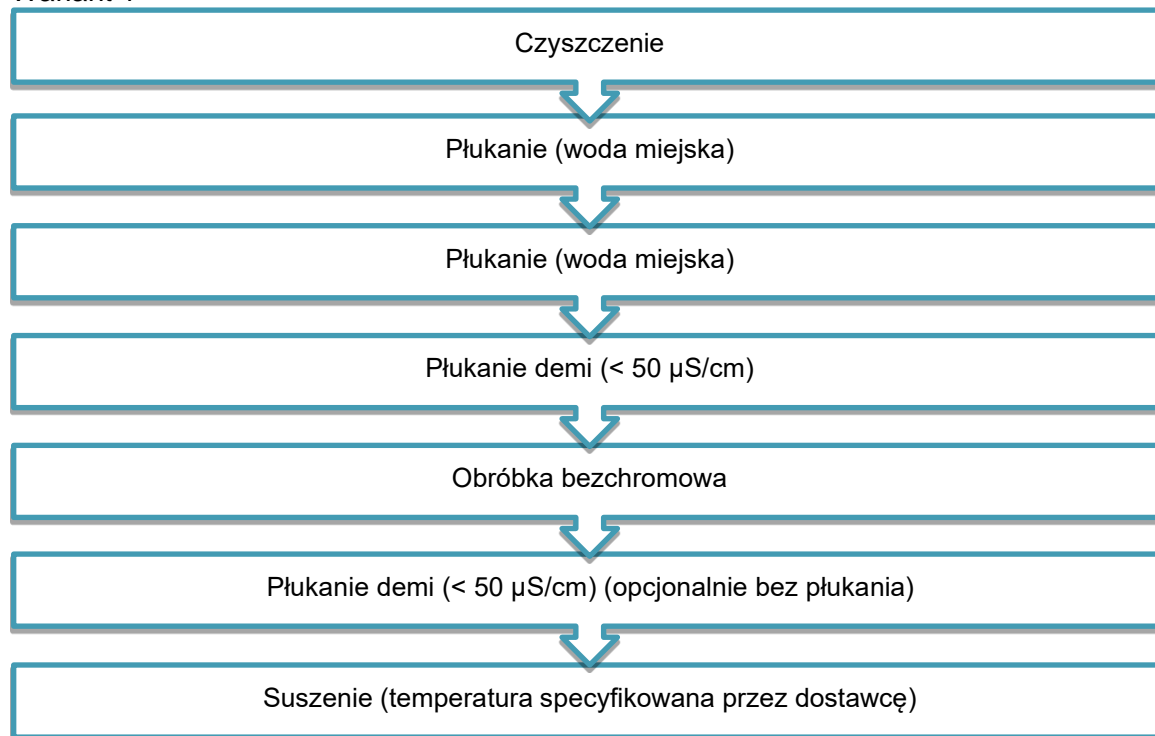 Czyszczenie
Płukanie (woda miejska)
Płukanie (woda miejska)
Płukanie demi (< 50 µS/cm)
Obróbka bezchromowa
Płukanie demi (< 50 µS/cm) (opcjonalnie bez płukania)
Suszenie (temperatura specyfikowana przez dostawcę)